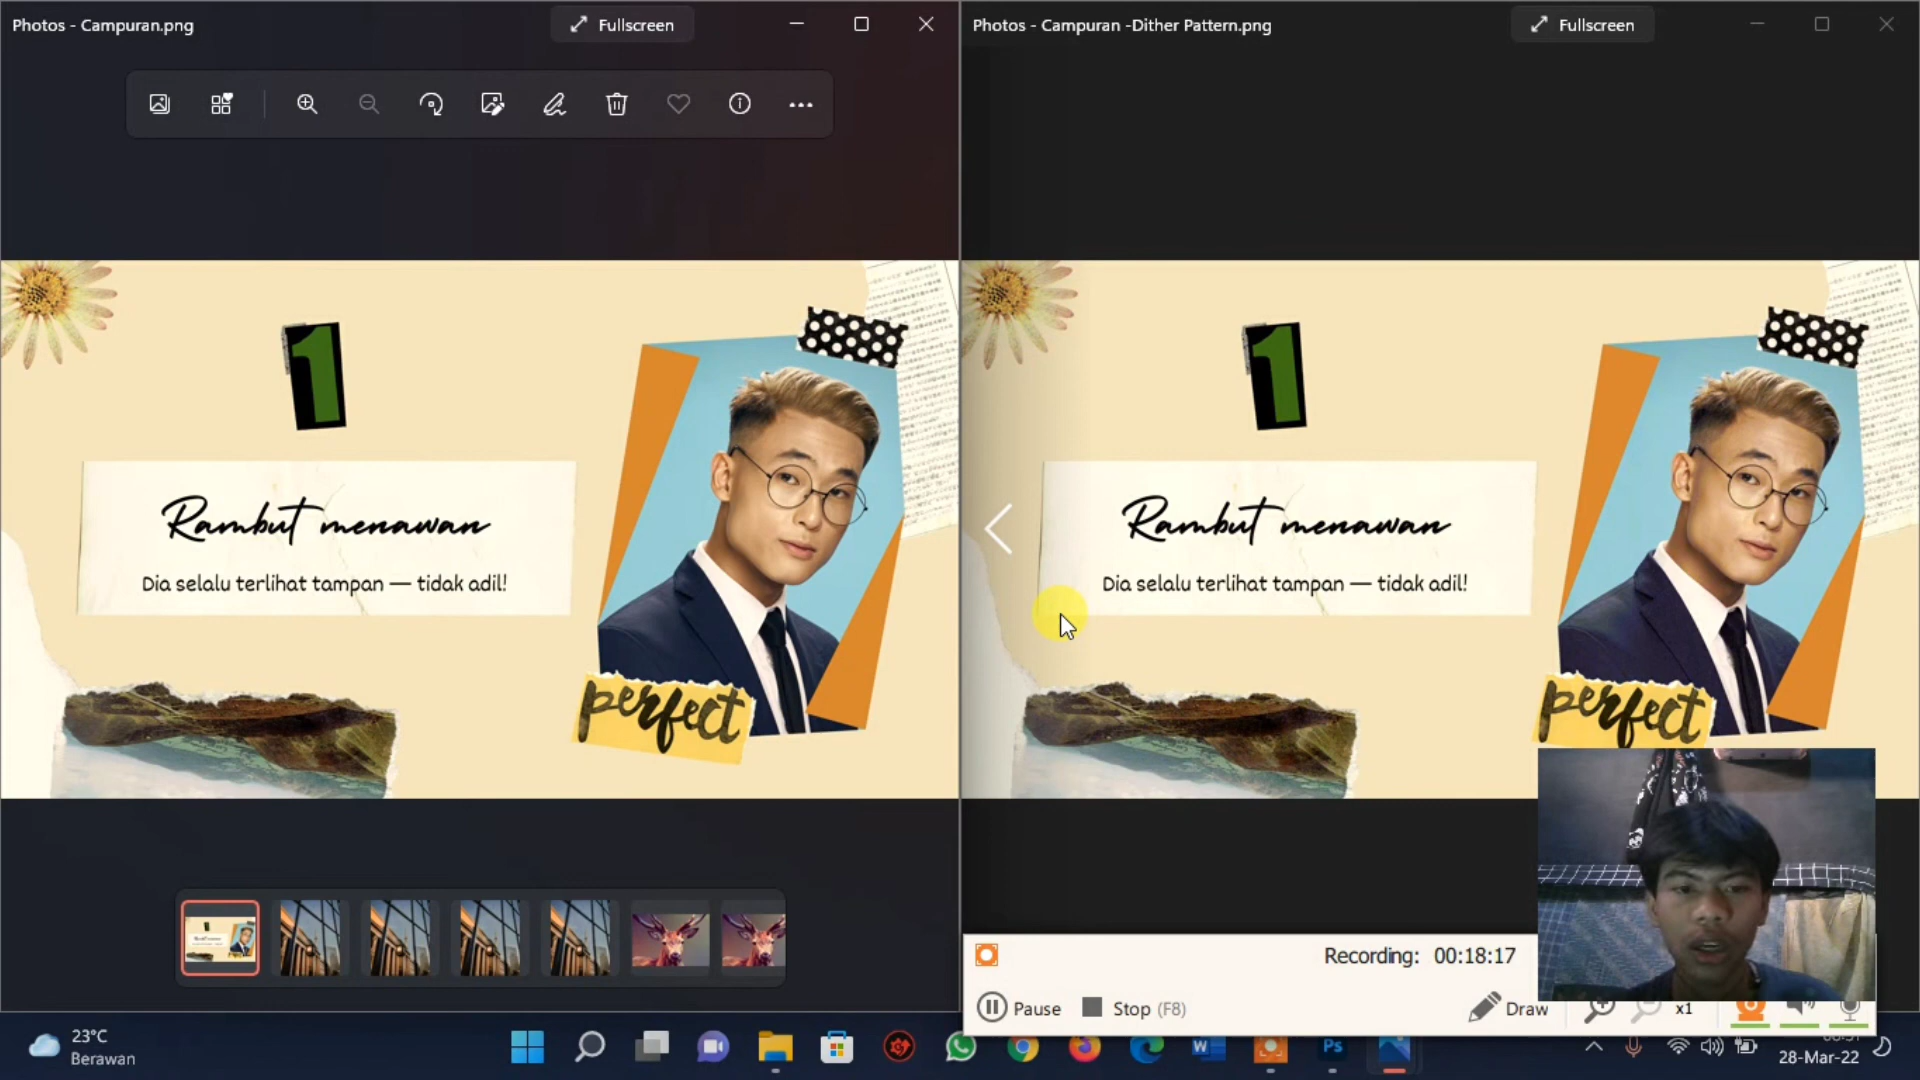 Photos - Campuran.png
Fullscreen
Photos - Campuran -Dither Pattern.png
Fullscreen
1
Rambut menawan
Dia selalu terlihat tampan — tidak adil!
perfect
1
Rambut menawan
Dia selalu terlihat tampan — tidak adil!
perfect
Recording: 00:18:17
Pause
Stop (F8)
Draw
x1
23°C
Berawan
W
Ps
28-Mar-22